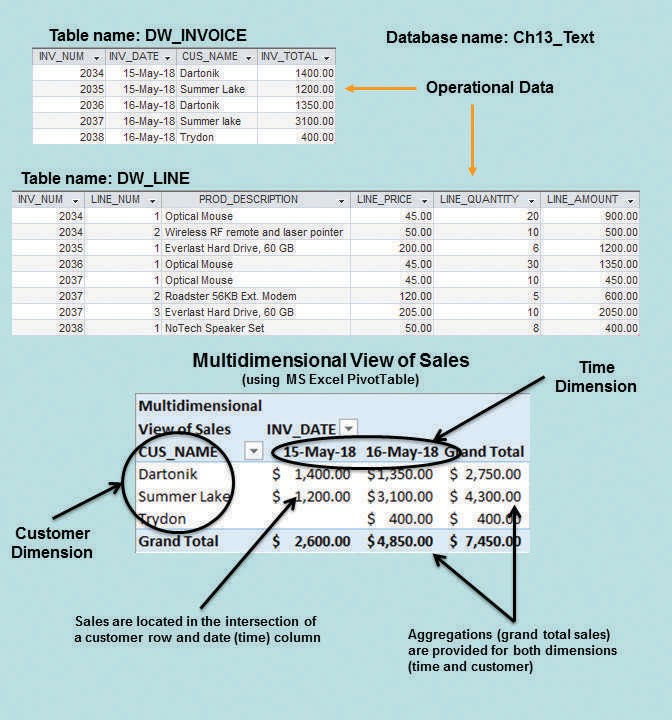 Table name: DW_INVOICE
Database name: Ch13_Text
INV_NUM INV_DATE CUS_NAME INV_TOTAL
2034 15-May-18 Dartonik 1400.00
2035 15-May-18 Summer Lake 1200.00
2036 16-May-18 Dartonik 1350.00
2037 16-May-18 Summer lake 3100.00
2038 16-May-18 Trydon 400.00
Operational Data
Table name: DW_LINE
INV_NUM LINE_NUM PROD_DESCRIPTION LINE_PRICE LINE_QUANTITY LINE_AMOUNT
2034 1 Optical Mouse 45.00 20 900.00
2034 2 Wireless RF remote and laser pointer 50.00 10 500.00
2035 1 Everlast Hard Drive, 60 GB 200.00 6 1200.00
2036 1 Optical Mouse 45.00 30 1350.00
2037 1 Optical Mouse 45.00 10 450.00
2037 2 Roadster 56KB Ext. Modem 120.00 5 600.00
2037 3 Everlast Hard Drive, 60 GB 205.00 10 2050.00
2038 1 NoTech Speaker Set 50.00 8 400.00
Multidimensional View of Sales
(using MS Excel PivotTable)
Time
Dimension
Multidimensional
View of Sales INV_DATE
CUS_NAME 15-May-18 16-May-18 Grand Total
Dartonik $ 1,400.00 $1,350.00 $ 2,750.00
Summer Lake $ 1,200.00 $3,100.00 $ 4,300.00
Trydon $ 400.00 $ 400.00
Grand Total $ 2,600.00 $4,850.00 $ 7,450.00
Customer
Dimension
Sales are located in the intersection of
a customer row and date (time) column
Aggregations (grand total sales)
are provided for both dimensions
(time and customer)